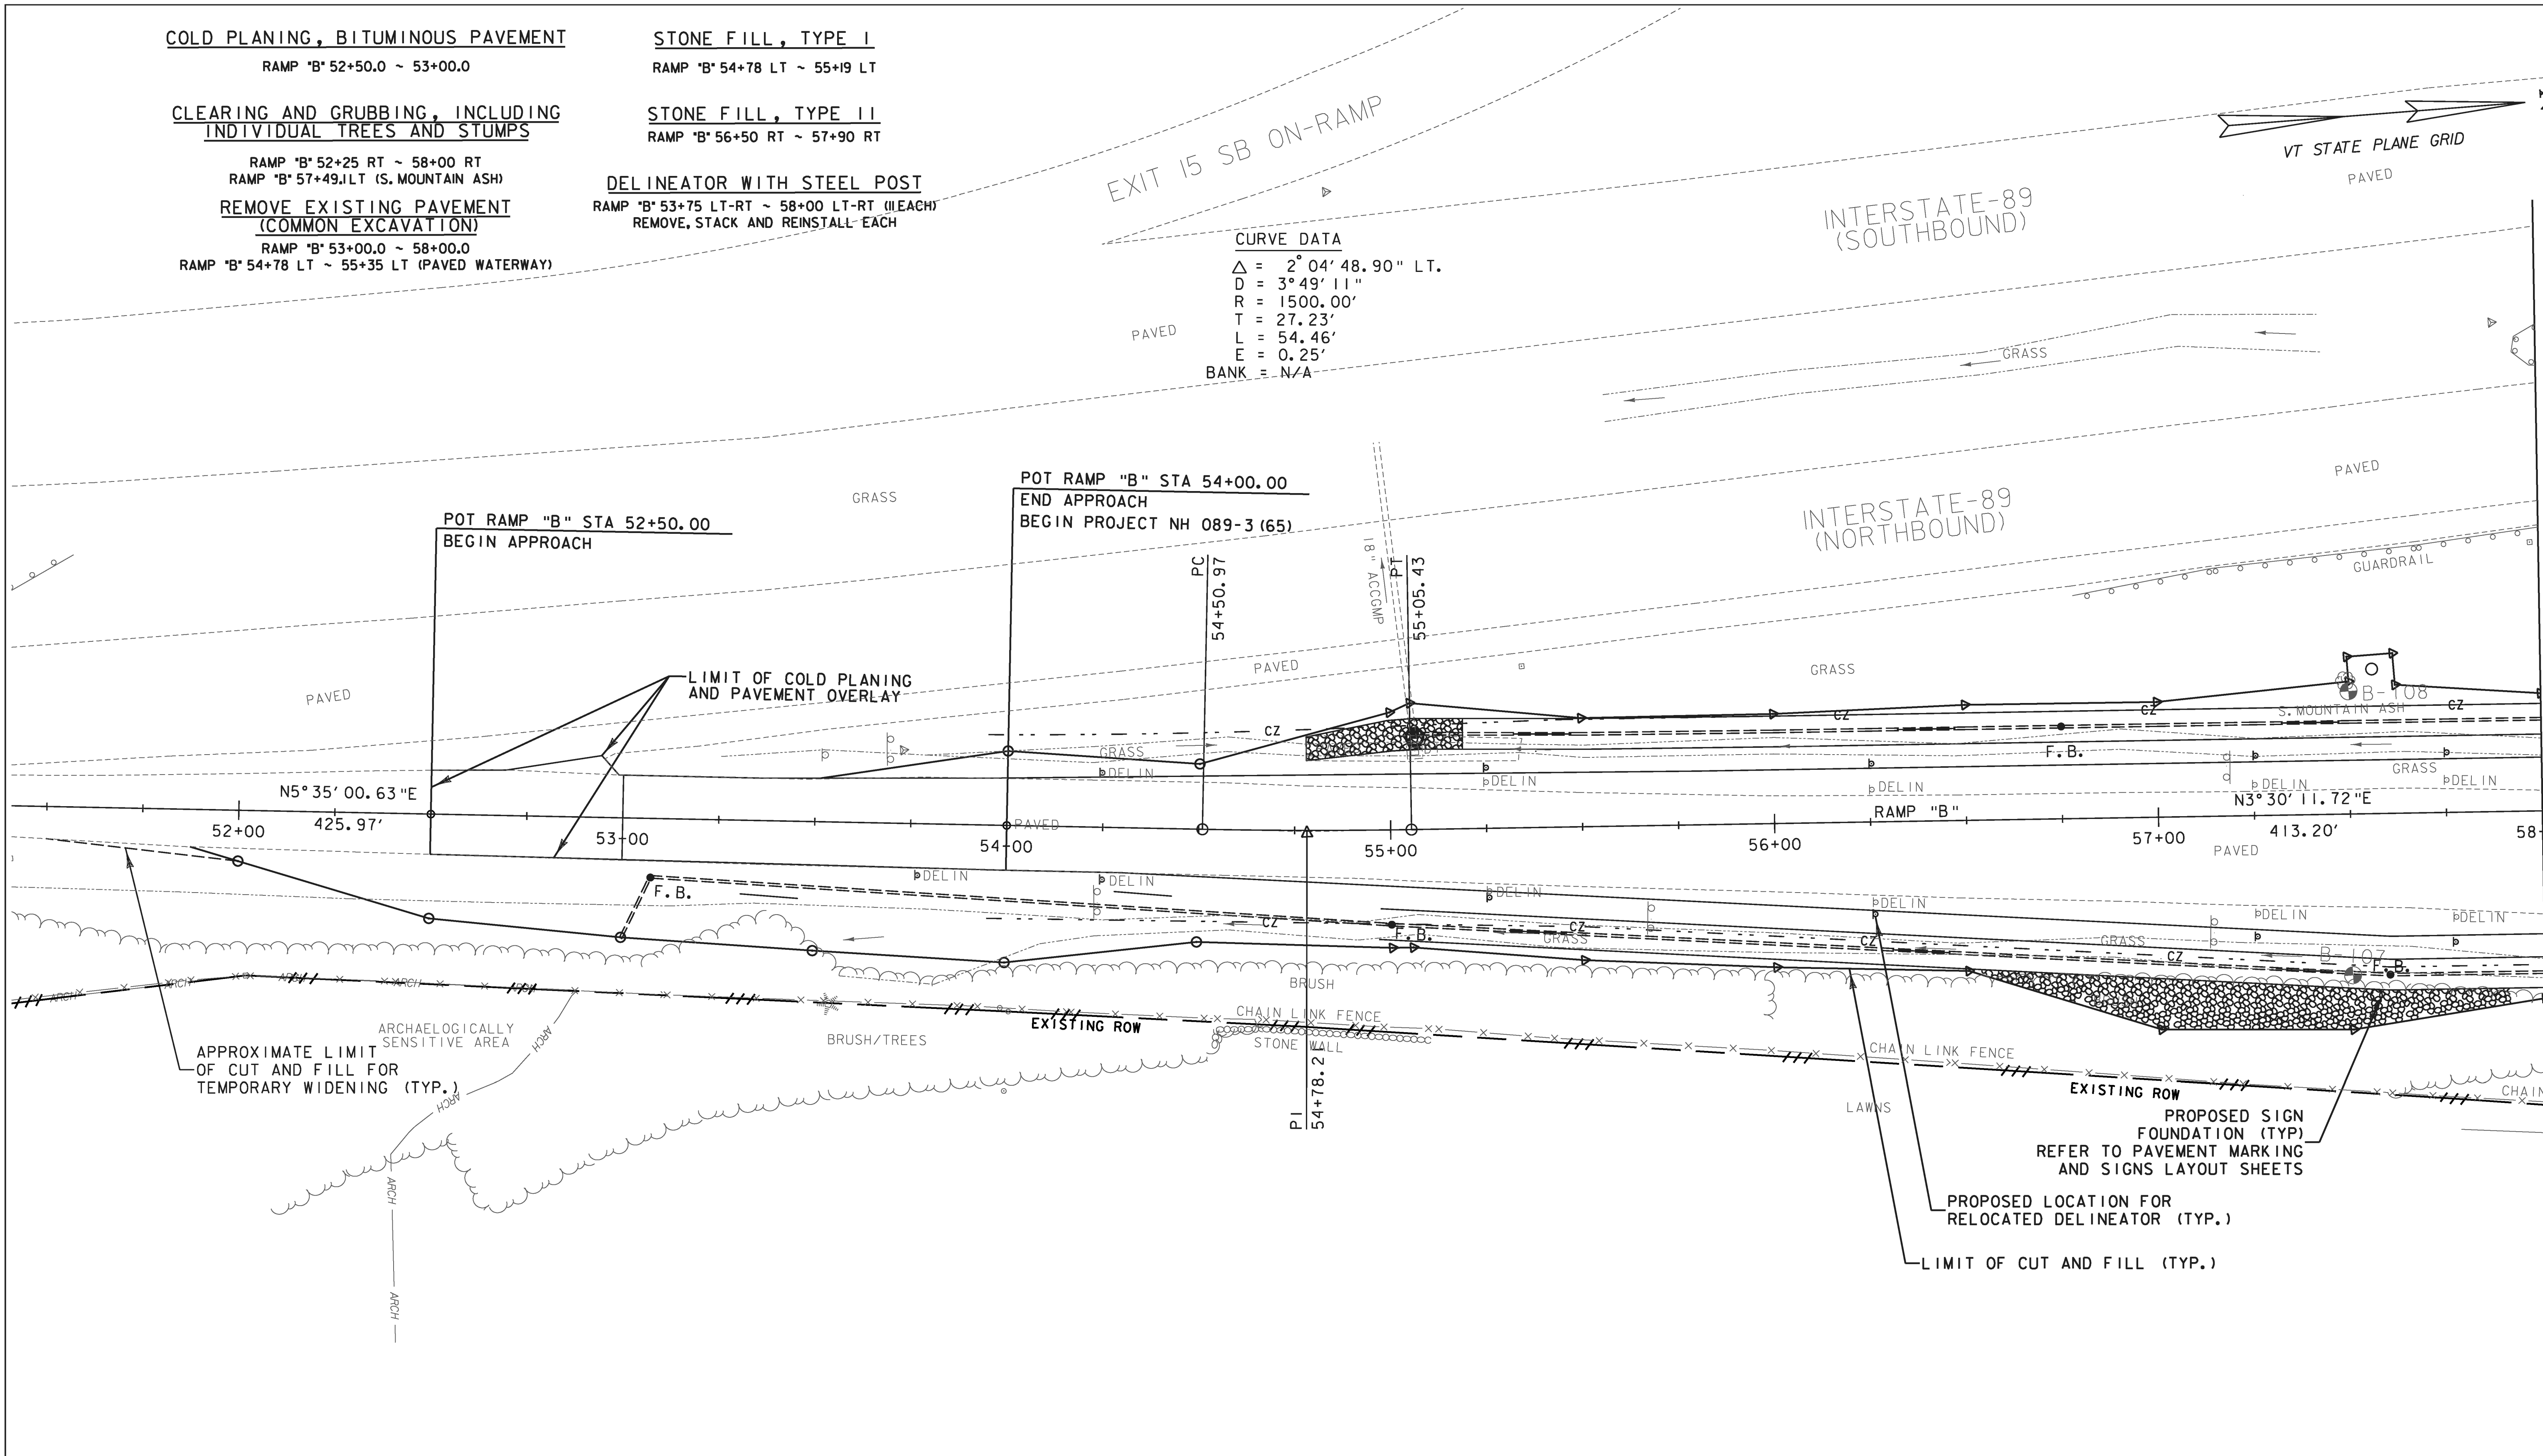 COLD PLANING, BITUMINOUS PAVEMENT
RAMP "B" 52+50.0 ~ 53+00.0
CLEARING AND GRUBBING, INCLUDING
INDIVIDUAL TREES AND STUMPS
RAMP "B" 52+25 RT ~ 58+00 RT
RAMP "B" 57+49.1 LT (S. MOUNTAIN ASH)
REMOVE EXISTING PAVEMENT
(COMMON EXCAVATION)
RAMP "B" 53+00.0 ~ 58+00.0
RAMP "B" 54+78 LT ~ 55+35 LT (PAVED WATERWAY)
STONE FILL, TYPE I
RAMP "B" 54+78 LT ~ 55+19 LT
STONE FILL, TYPE II
RAMP "B" 56+50 RT ~ 57+90 RT
DELINEATOR WITH STEEL POST
RAMP "B" 53+75 LT-RT ~ 58+00 LT-RT (11 EACH)
REMOVE, STACK AND REINSTALL EACH
EXIT 15 SB ON-RAMP
CURVE DATA
△ = 2°04'48.90" LT.
D = 3°49'11"
R = 1500.00'
T = 27.23'
L = 54.46'
E = 0.25'
BANK = N/A
VT STATE PLANE GRID
PAVED
INTERSTATE-89
(SOUTHBOUND)
PAVED
GRASS
PAVED
INTERSTATE-89
(NORTHBOUND)
GUARDRAIL
GRASS
POT RAMP "B" STA 54+00.00
END APPROACH
BEGIN PROJECT NH 089-3(65)
POT RAMP "B" STA 52+50.00
BEGIN APPROACH
PC
54+50.97
18" ACCGMP
PT
55+05.43
LIMIT OF COLD PLANING
AND PAVEMENT OVERLAY
PAVED
PAVED
GRASS
B-108
S. MOUNTAIN ASH
CZ
CZ
CZ
CZ
GRASS
DELIN
DELIN
DELIN
DELIN
DELIN
F.B.
GRASS
N5°35'00.63"E
425.97'
RAMP "B"
N3°30'11.72"E
413.20'
52+00
53+00
54+00
55+00
56+00
57+00
58
PAVED
PAVED
F.B.
DELIN
DELIN
DELIN
DELIN
DELIN
DELIN
CZ
CZ
CZ
CZ
F.B.
GRASS
GRASS
B-107
F.B.
BRUSH
ARCH
ARCH
ARCH
ARCH
ARCH
ARCHAELOGICALLY
SENSITIVE AREA
ARCH
ARCH
ARCH
ARCH
BRUSH/TREES
EXISTING ROW
CHAIN LINK FENCE
STONE WALL
PI
54+78.21
CHAIN LINK FENCE
EXISTING ROW
CHAIN
LAWNS
APPROXIMATE LIMIT
OF CUT AND FILL FOR
TEMPORARY WIDENING (TYP.)
PROPOSED SIGN
FOUNDATION (TYP)
REFER TO PAVEMENT MARKING
AND SIGNS LAYOUT SHEETS
PROPOSED LOCATION FOR
RELOCATED DELINEATOR (TYP.)
LIMIT OF CUT AND FILL (TYP.)